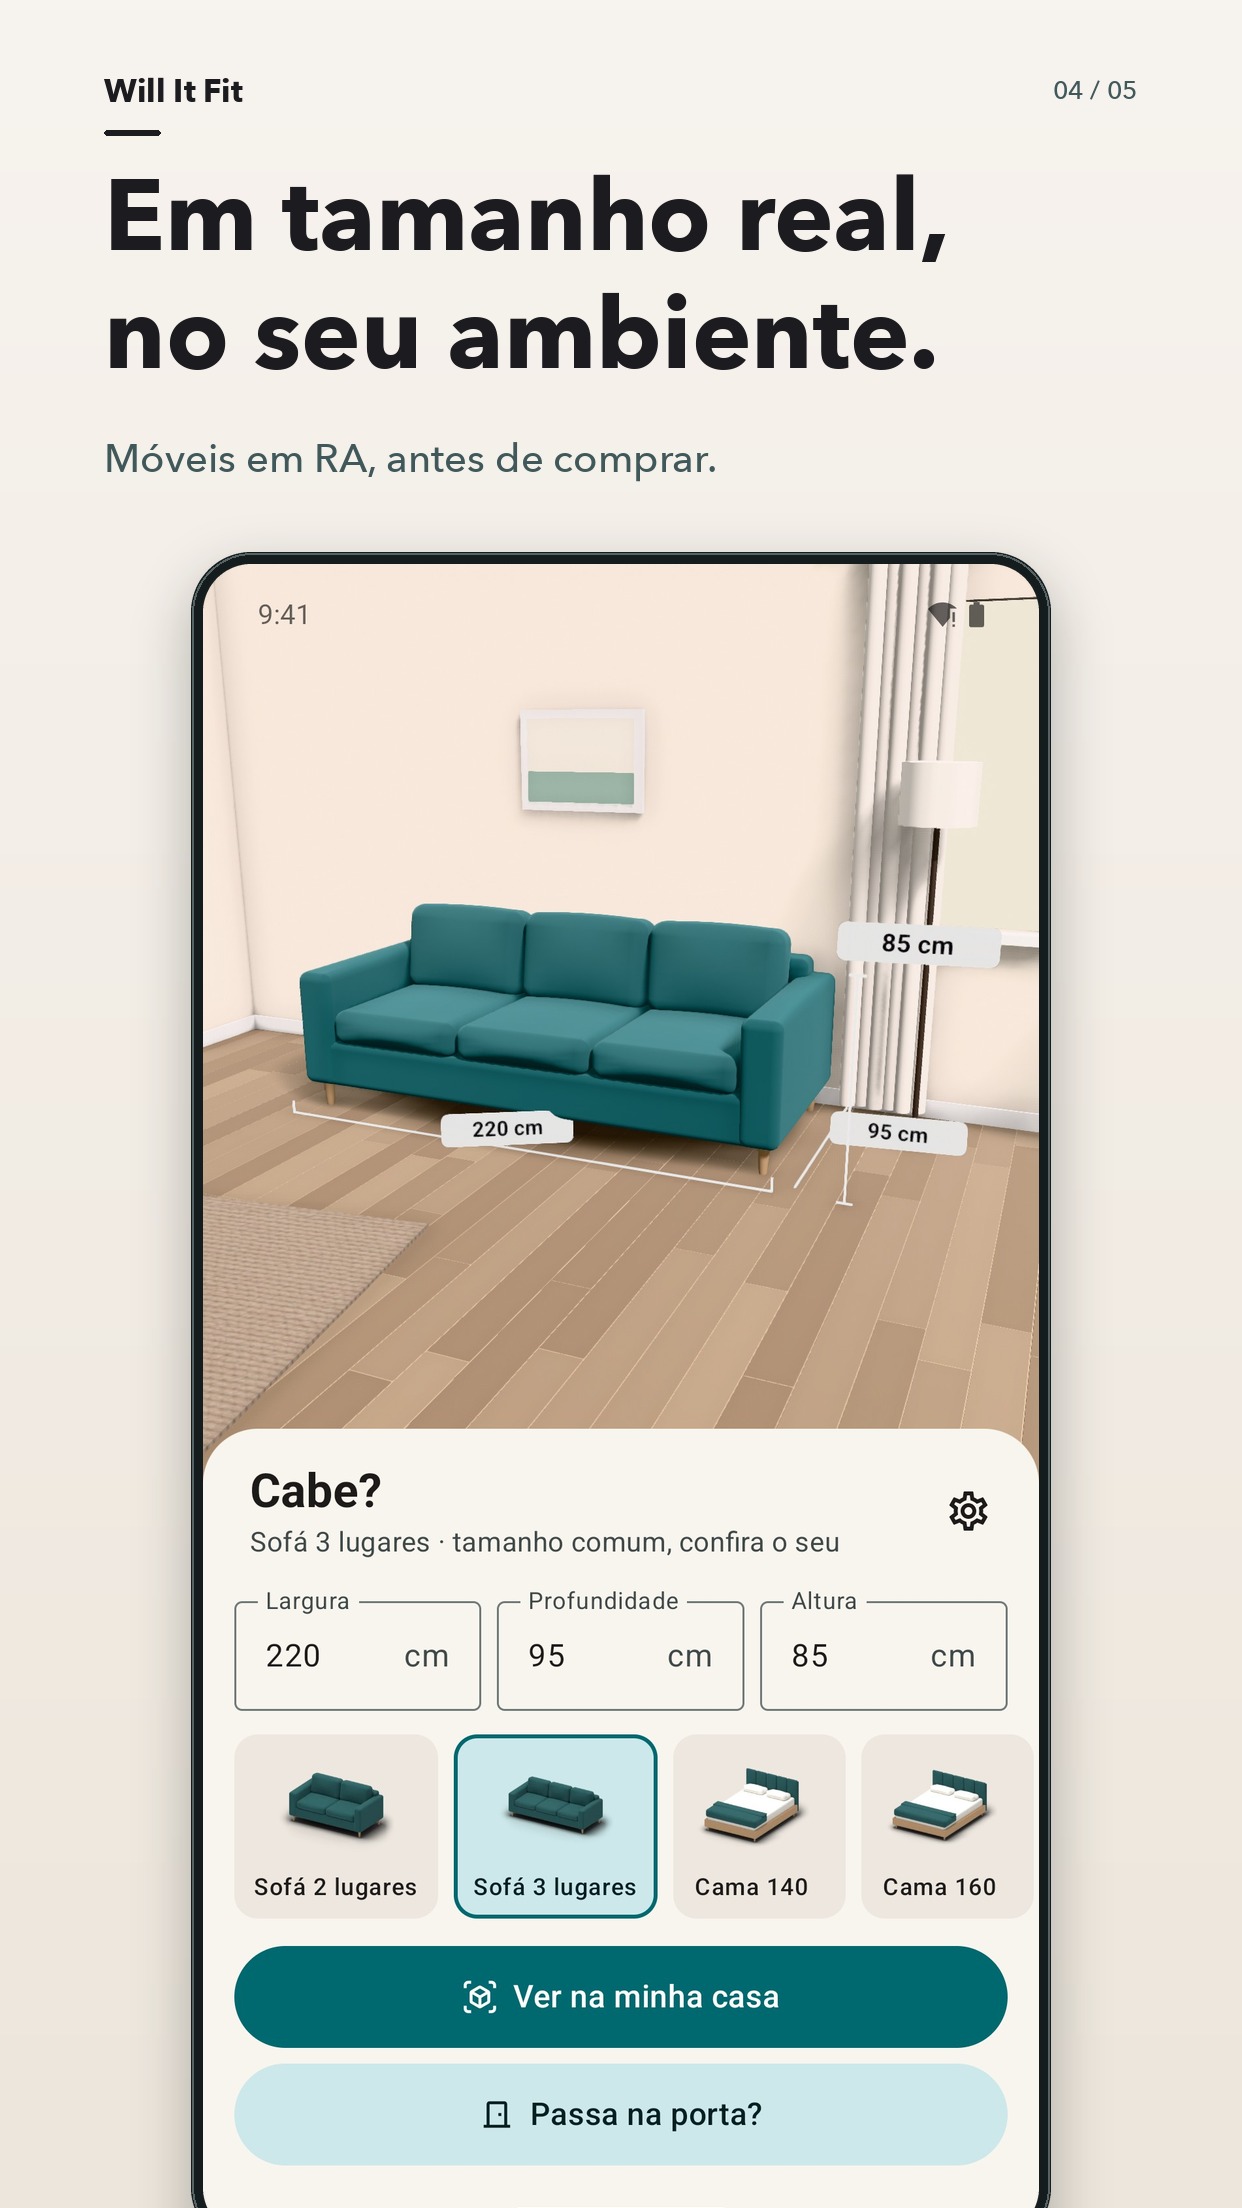 Will It Fit
04 / 05
Em tamanho real,
no seu ambiente.
Móveis em RA, antes de comprar.
9:41
85 cm
220 cm
95 cm
Cabe?
Sofá 3 lugares · tamanho comum, confira o seu
Largura
Profundidade
Altura
220 cm
95 cm
85 cm
Sofá 2 lugares
Sofá 3 lugares
Cama 140
Cama 160
Ver na minha casa
Passa na porta?